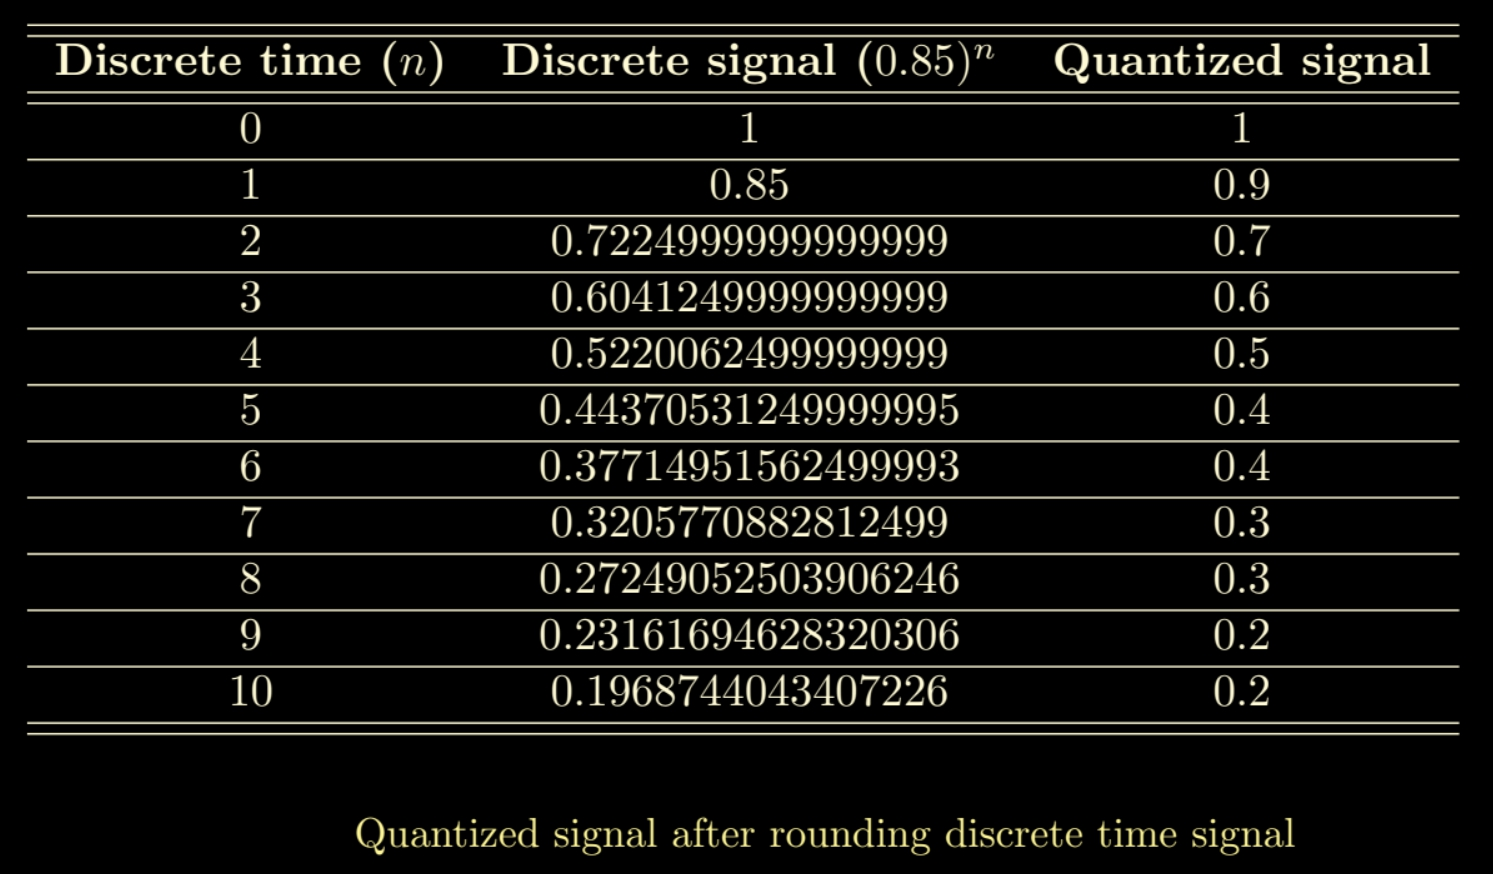 Discrete time (n) Discrete signal (0.85)ⁿ Quantized signal
0 1 1
1 0.85 0.9
2 0.7224999999999999 0.7
3 0.6041249999999999 0.6
4 0.5220062499999999 0.5
5 0.44370531249999995 0.4
6 0.37714951562499993 0.4
7 0.3205770882812499 0.3
8 0.27249052503906246 0.3
9 0.23161694628320306 0.2
10 0.1968744043407226 0.2
Quantized signal after rounding discrete time signal